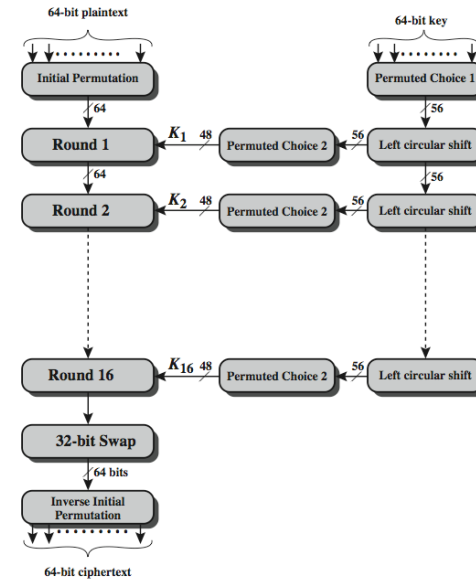 64-bit plaintext
64-bit key
Initial Permutation
Permuted Choice 1
64
56
Round 1
K1
48
Permuted Choice 2
56
Left circular shift
64
56
Round 2
K2
48
Permuted Choice 2
56
Left circular shift
Round 16
K16
48
Permuted Choice 2
56
Left circular shift
32-bit Swap
64 bits
Inverse Initial
Permutation
64-bit ciphertext